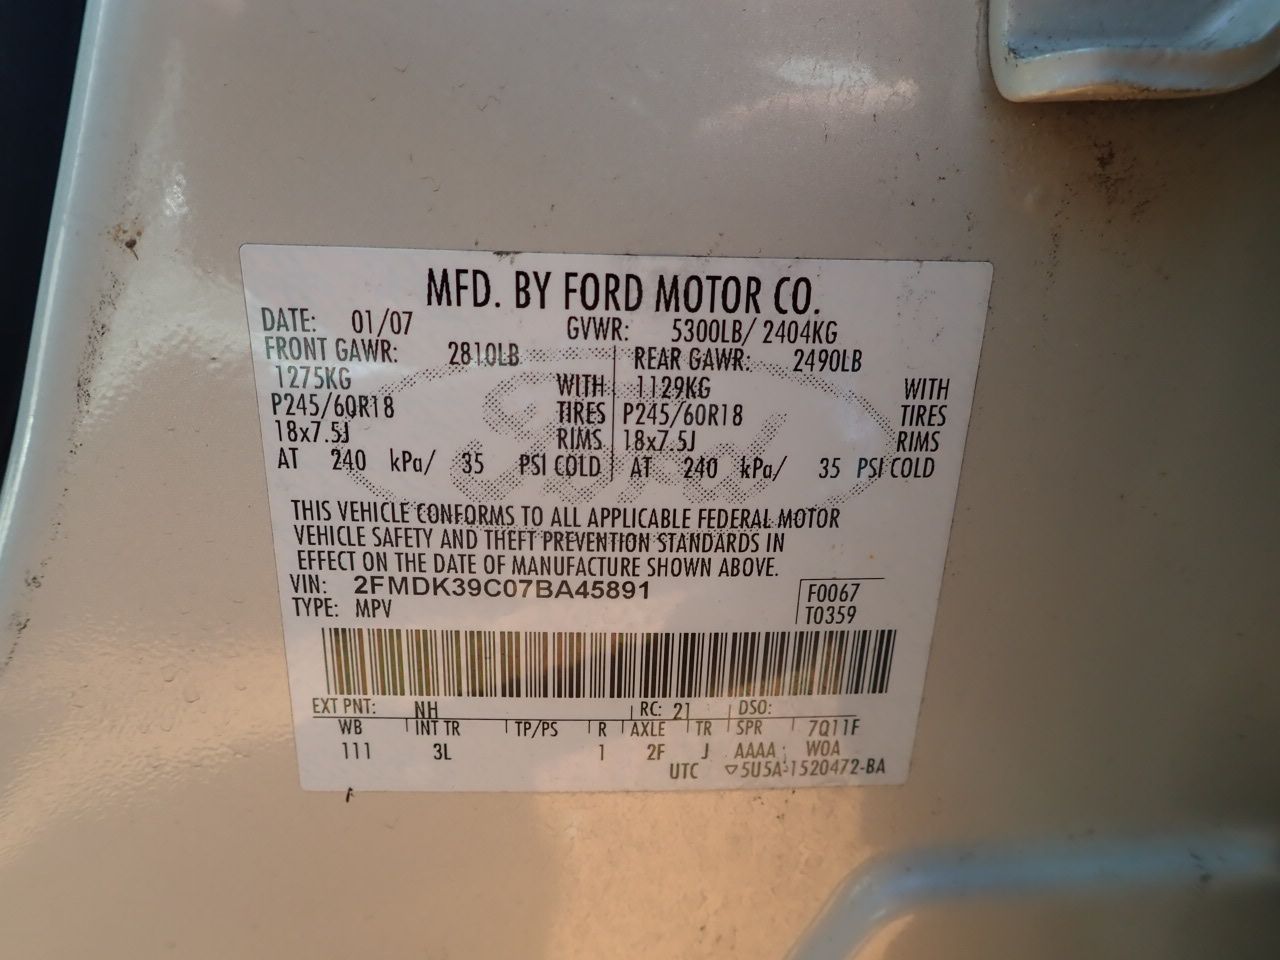 MFD. BY FORD MOTOR CO.
DATE: 01/07 GVWR: 5300LB/ 2404KG
FRONT GAWR: 2810LB REAR GAWR: 2490LB
1275KG WITH 1129KG WITH
P245/60R18 TIRES P245/60R18 TIRES
18x7.5J RIMS 18x7.5J RIMS
AT 240 kPa/ 35 PSI COLD AT 240 kPa/ 35 PSI COLD
Ford
THIS VEHICLE CONFORMS TO ALL APPLICABLE FEDERAL MOTOR
VEHICLE SAFETY AND THEFT PREVENTION STANDARDS IN
EFFECT ON THE DATE OF MANUFACTURE SHOWN ABOVE.
VIN: 2FMDK39C07BA45891 F0067
TYPE: MPV T0359
EXT PNT: NH RC: 21 DSO:
WB INT TR TP/PS R AXLE TR SPR 7Q11F
111 3L 1 2F J AAAA WOA
UTC ▽5U5A-1520472-BA